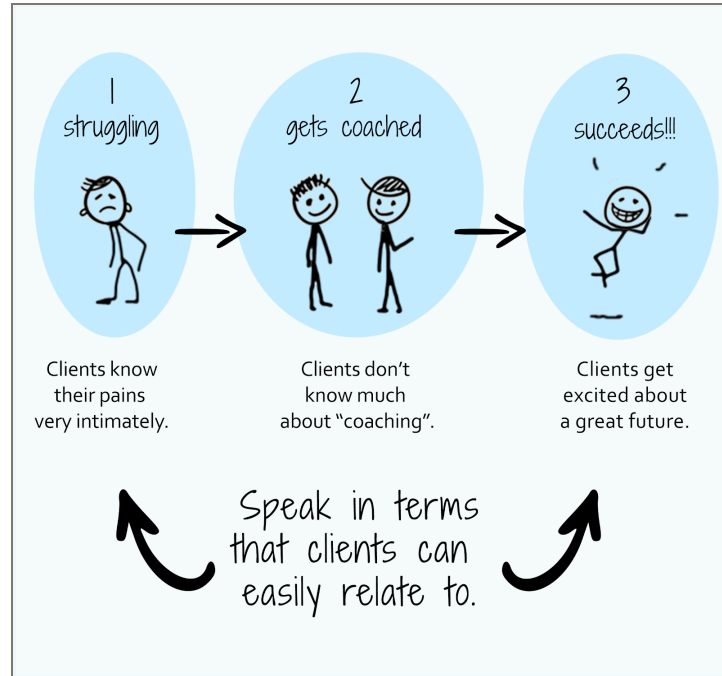 1
struggling
2
gets coached
3
succeeds!!!
Clients know
their pains
very intimately.
Clients don't
know much
about “coaching”.
Clients get
excited about
a great future.
Speak in terms
that clients can
easily relate to.